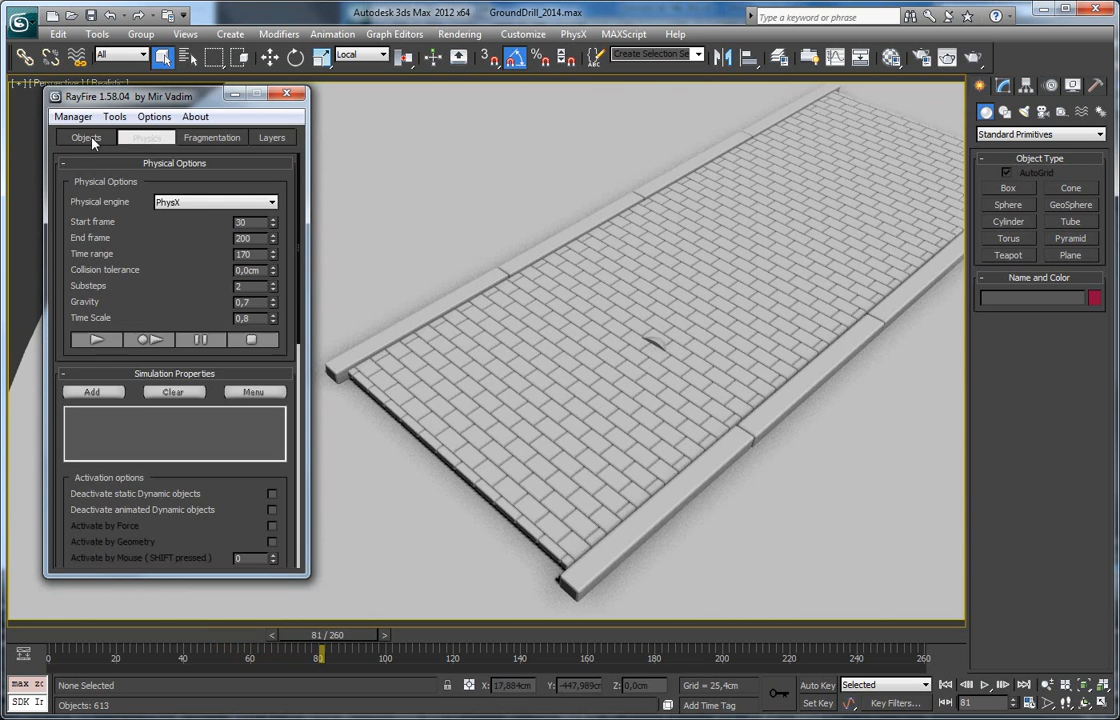 Autodesk 3ds Max 2012 x64 GroundDrill_2014.max
Type a keyword or phrase
Edit Tools Group Views Create Modifiers Animation Graph Editors Rendering Customize PhysX MAXScript Help
All
Local
Create Selection Se
RayFire 1.58.04 by Mir Vadim
Manager Tools Options About
Objects Physics Fragmentation Layers
Physical Options
Physical Options
Physical engine PhysX
Start frame 30
End frame 200
Time range 170
Collision tolerance 0,0cm
Substeps 2
Gravity 0,7
Time Scale 0,8
Simulation Properties
Add Clear Menu
Activation options
Deactivate static Dynamic objects
Deactivate animated Dynamic objects
Activate by Force
Activate by Geometry
Activate by Mouse ( SHIFT pressed ) 0
Standard Primitives
Object Type
AutoGrid
Box Cone
Sphere GeoSphere
Cylinder Tube
Torus Pyramid
Teapot Plane
Name and Color
< 81 / 260 >
0 20 40 60 80 100 120 140 160 180 200 220 240 260
None Selected X: 17,884cm Y: -447,989cm Z: 0,0cm Grid = 25,4cm Auto Key Selected
Objects: 613 Add Time Tag Set Key Key Filters... 81
max zo
SDK Ir